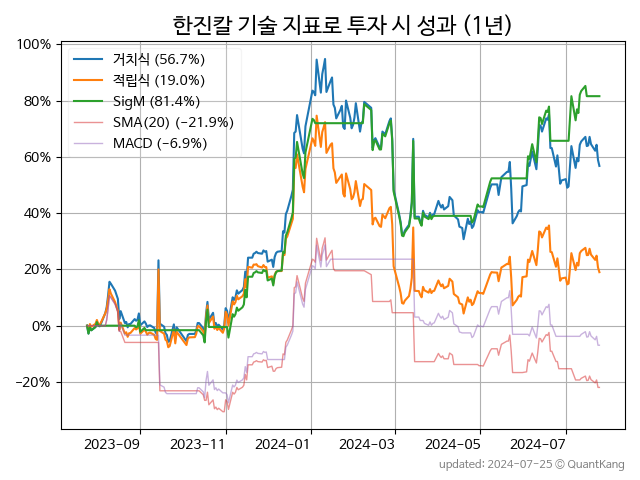 한진칼 기술 지표로 투자 시 성과 (1년)
100%
80%
60%
40%
20%
0%
−20%
거치식 (56.7%)
적립식 (19.0%)
SigM (81.4%)
SMA(20) (−21.9%)
MACD (−6.9%)
2023-09
2023-11
2024-01
2024-03
2024-05
2024-07
updated: 2024-07-25 © QuantKang